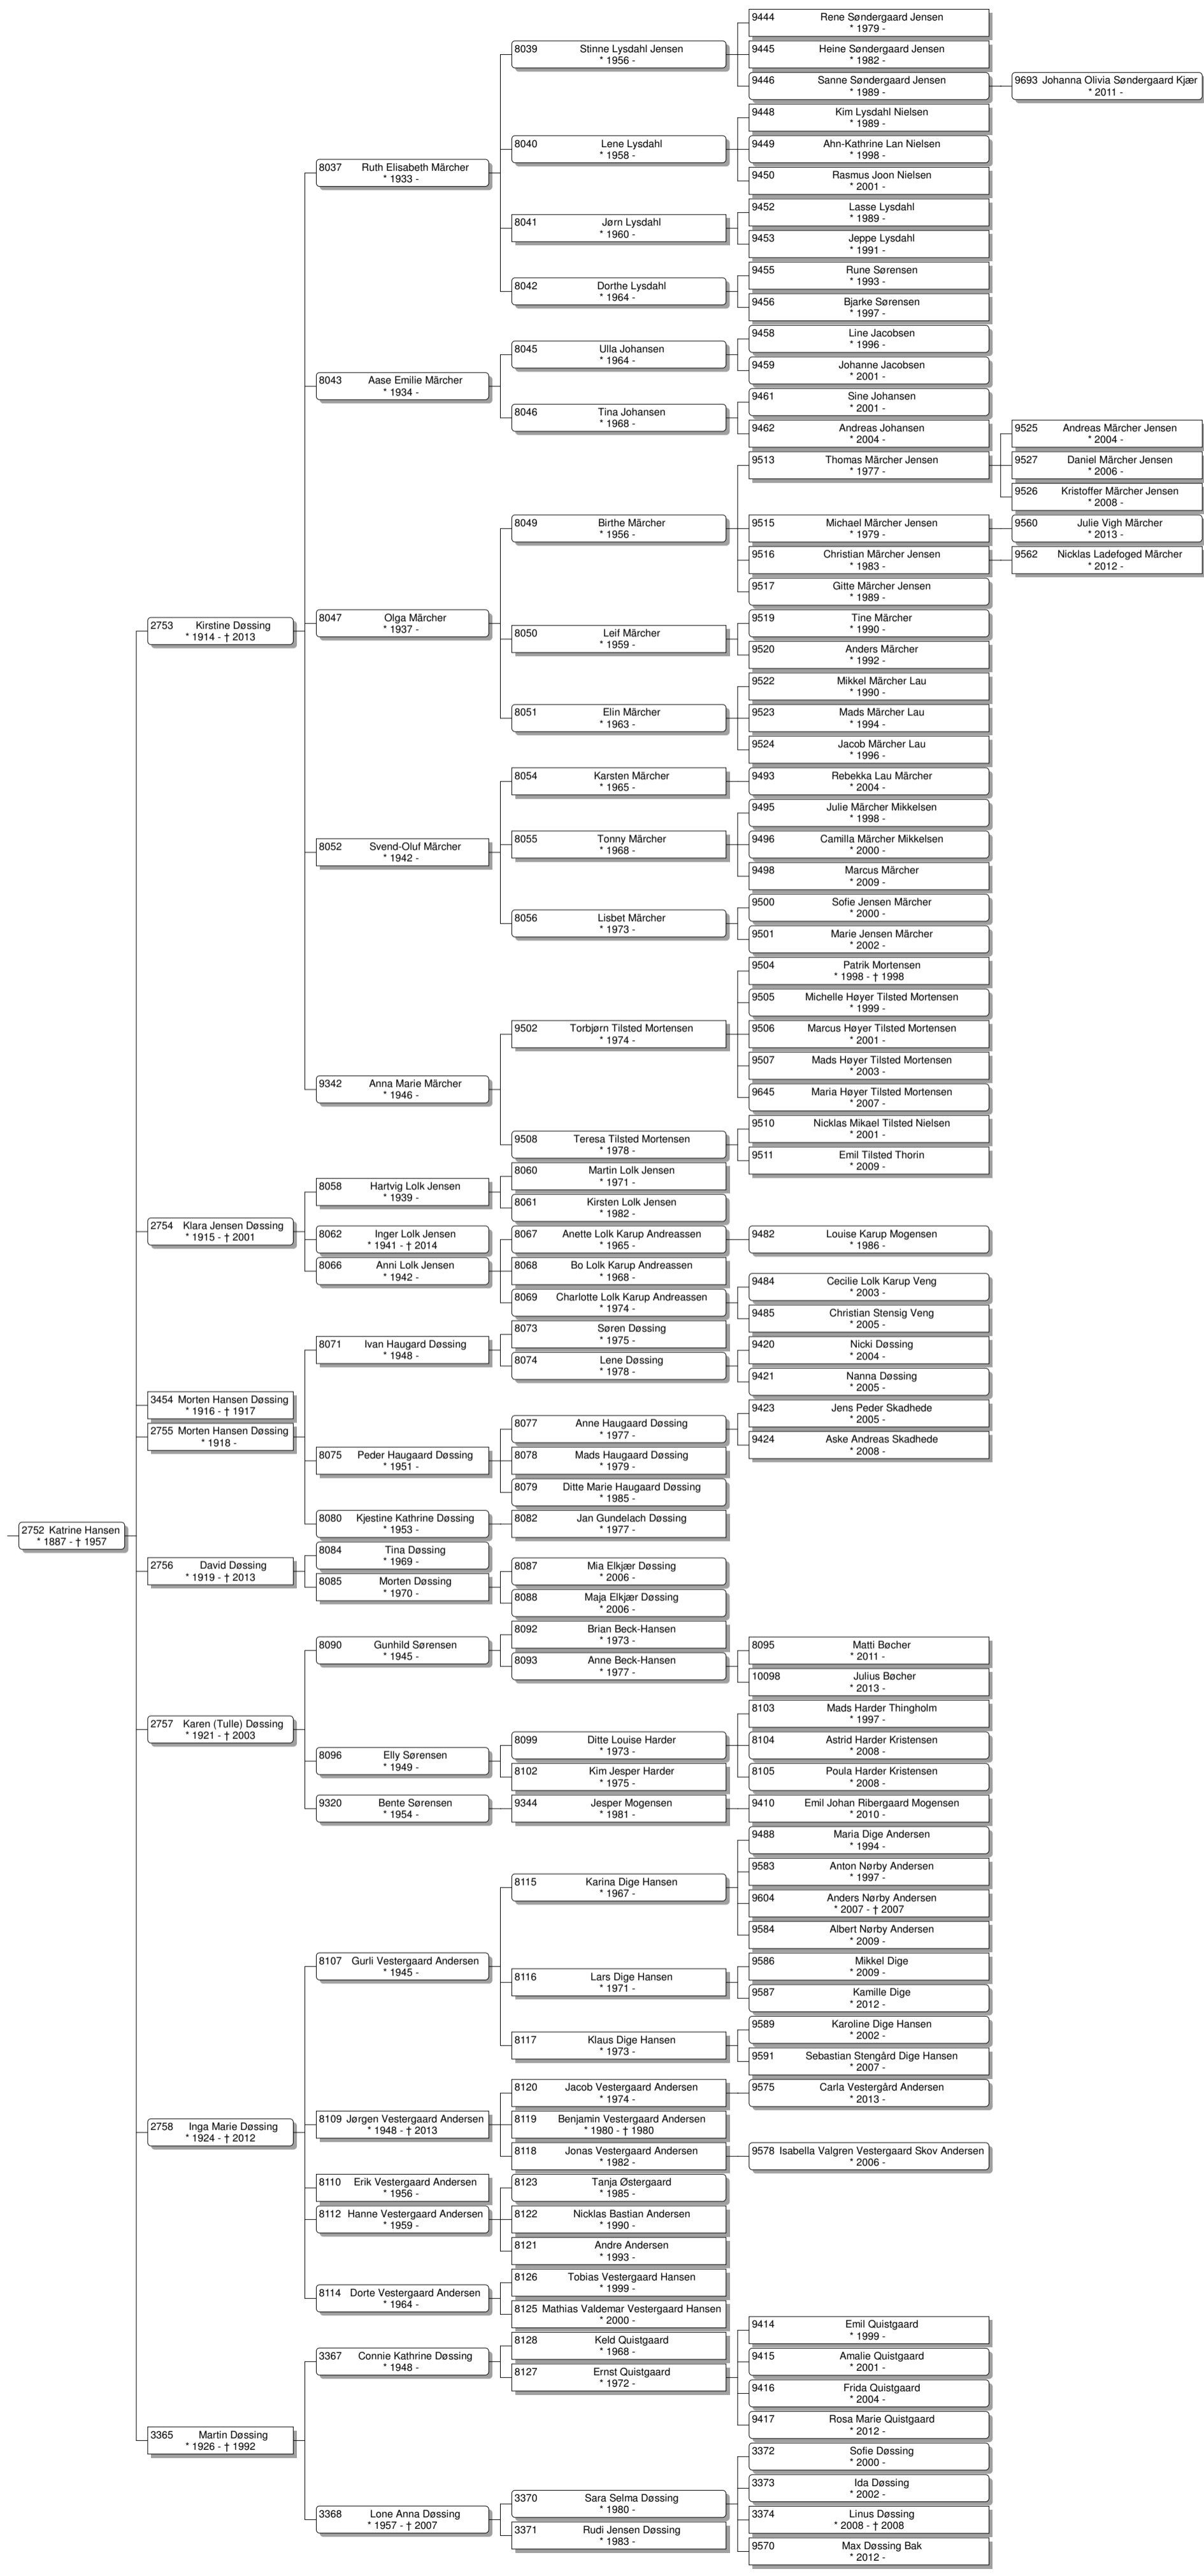 9444 Rene Søndergaard Jensen
* 1979 -
8039 Stinne Lysdahl Jensen
* 1956 -
9445 Heine Søndergaard Jensen
* 1982 -
9446 Sanne Søndergaard Jensen
* 1989 -
9693 Johanna Olivia Søndergaard Kjær
* 2011 -
9448 Kim Lysdahl Nielsen
* 1989 -
8040 Lene Lysdahl
* 1958 -
9449 Ahn-Kathrine Lan Nielsen
* 1998 -
8037 Ruth Elisabeth Märcher
* 1933 -
9450 Rasmus Joon Nielsen
* 2001 -
9452 Lasse Lysdahl
* 1989 -
8041 Jørn Lysdahl
* 1960 -
9453 Jeppe Lysdahl
* 1991 -
9455 Rune Sørensen
* 1993 -
8042 Dorthe Lysdahl
* 1964 -
9456 Bjarke Sørensen
* 1997 -
9458 Line Jacobsen
* 1996 -
8045 Ulla Johansen
* 1964 -
9459 Johanne Jacobsen
* 2001 -
8043 Aase Emilie Märcher
* 1934 -
9461 Sine Johansen
* 2001 -
8046 Tina Johansen
* 1968 -
9462 Andreas Johansen
* 2004 -
9525 Andreas Märcher Jensen
* 2004 -
9513 Thomas Märcher Jensen
* 1977 -
9527 Daniel Märcher Jensen
* 2006 -
9526 Kristoffer Märcher Jensen
* 2008 -
8049 Birthe Märcher
* 1956 -
9515 Michael Märcher Jensen
* 1979 -
9560 Julie Vigh Märcher
* 2013 -
9516 Christian Märcher Jensen
* 1983 -
9562 Nicklas Ladefoged Märcher
* 2012 -
9517 Gitte Märcher Jensen
* 1989 -
2753 Kirstine Døssing
* 1914 - † 2013
8047 Olga Märcher
* 1937 -
9519 Tine Märcher
* 1990 -
8050 Leif Märcher
* 1959 -
9520 Anders Märcher
* 1992 -
9522 Mikkel Märcher Lau
* 1990 -
8051 Elin Märcher
* 1963 -
9523 Mads Märcher Lau
* 1994 -
9524 Jacob Märcher Lau
* 1996 -
8054 Karsten Märcher
* 1965 -
9493 Rebekka Lau Märcher
* 2004 -
9495 Julie Märcher Mikkelsen
* 1998 -
8052 Svend-Oluf Märcher
* 1942 -
8055 Tonny Märcher
* 1968 -
9496 Camilla Märcher Mikkelsen
* 2000 -
9498 Marcus Märcher
* 2009 -
9500 Sofie Jensen Märcher
* 2000 -
8056 Lisbet Märcher
* 1973 -
9501 Marie Jensen Märcher
* 2002 -
9504 Patrik Mortensen
* 1998 - † 1998
9505 Michelle Høyer Tilsted Mortensen
* 1999 -
9502 Torbjørn Tilsted Mortensen
* 1974 -
9506 Marcus Høyer Tilsted Mortensen
* 2001 -
9507 Mads Høyer Tilsted Mortensen
* 2003 -
9342 Anna Marie Märcher
* 1946 -
9645 Maria Høyer Tilsted Mortensen
* 2007 -
9510 Nicklas Mikael Tilsted Nielsen
* 2001 -
9508 Teresa Tilsted Mortensen
* 1978 -
9511 Emil Tilsted Thorin
* 2009 -
8060 Martin Lolk Jensen
* 1971 -
8058 Hartvig Lolk Jensen
* 1939 -
8061 Kirsten Lolk Jensen
* 1982 -
2754 Klara Jensen Døssing
* 1915 - † 2001
8062 Inger Lolk Jensen
* 1941 - † 2014
8067 Anette Lolk Karup Andreassen
* 1965 -
9482 Louise Karup Mogensen
* 1986 -
8066 Anni Lolk Jensen
* 1942 -
8068 Bo Lolk Karup Andreassen
* 1968 -
9484 Cecilie Lolk Karup Veng
* 2003 -
8069 Charlotte Lolk Karup Andreassen
* 1974 -
9485 Christian Stensig Veng
* 2005 -
8073 Søren Døssing
* 1975 -
8071 Ivan Haugard Døssing
* 1948 -
9420 Nicki Døssing
* 2004 -
8074 Lene Døssing
* 1978 -
9421 Nanna Døssing
* 2005 -
3454 Morten Hansen Døssing
* 1916 - † 1917
9423 Jens Peder Skadhede
* 2005 -
8077 Anne Haugaard Døssing
* 1977 -
2755 Morten Hansen Døssing
* 1918 -
9424 Aske Andreas Skadhede
* 2008 -
8075 Peder Haugaard Døssing
* 1951 -
8078 Mads Haugaard Døssing
* 1979 -
8079 Ditte Marie Haugaard Døssing
* 1985 -
8080 Kjestine Kathrine Døssing
* 1953 -
8082 Jan Gundelach Døssing
* 1977 -
2752 Katrine Hansen
* 1887 - † 1957
8084 Tina Døssing
* 1969 -
2756 David Døssing
* 1919 - † 2013
8087 Mia Elkjær Døssing
* 2006 -
8085 Morten Døssing
* 1970 -
8088 Maja Elkjær Døssing
* 2006 -
8092 Brian Beck-Hansen
* 1973 -
8090 Gunhild Sørensen
* 1945 -
8095 Matti Bøcher
* 2011 -
8093 Anne Beck-Hansen
* 1977 -
10098 Julius Bøcher
* 2013 -
8103 Mads Harder Thingholm
* 1997 -
2757 Karen (Tulle) Døssing
* 1921 - † 2003
8099 Ditte Louise Harder
* 1973 -
8104 Astrid Harder Kristensen
* 2008 -
8096 Elly Sørensen
* 1949 -
8102 Kim Jesper Harder
* 1975 -
8105 Poula Harder Kristensen
* 2008 -
9320 Bente Sørensen
* 1954 -
9344 Jesper Mogensen
* 1981 -
9410 Emil Johan Ribergaard Mogensen
* 2010 -
9488 Maria Dige Andersen
* 1994 -
9583 Anton Nørby Andersen
* 1997 -
8115 Karina Dige Hansen
* 1967 -
9604 Anders Nørby Andersen
* 2007 - † 2007
9584 Albert Nørby Andersen
* 2009 -
8107 Gurli Vestergaard Andersen
* 1945 -
9586 Mikkel Dige
* 2009 -
8116 Lars Dige Hansen
* 1971 -
9587 Kamille Dige
* 2012 -
9589 Karoline Dige Hansen
* 2002 -
8117 Klaus Dige Hansen
* 1973 -
9591 Sebastian Stengård Dige Hansen
* 2007 -
8120 Jacob Vestergaard Andersen
* 1974 -
9575 Carla Vestergård Andersen
* 2013 -
2758 Inga Marie Døssing
* 1924 - † 2012
8109 Jørgen Vestergaard Andersen
* 1948 - † 2013
8119 Benjamin Vestergaard Andersen
* 1980 - † 1980
8118 Jonas Vestergaard Andersen
* 1982 -
9578 Isabella Valgren Vestergaard Skov Andersen
* 2006 -
8110 Erik Vestergaard Andersen
* 1956 -
8123 Tanja Østergaard
* 1985 -
8112 Hanne Vestergaard Andersen
* 1959 -
8122 Nicklas Bastian Andersen
* 1990 -
8121 Andre Andersen
* 1993 -
8126 Tobias Vestergaard Hansen
* 1999 -
8114 Dorte Vestergaard Andersen
* 1964 -
8125 Mathias Valdemar Vestergaard Hansen
* 2000 -
9414 Emil Quistgaard
* 1999 -
8128 Keld Quistgaard
* 1968 -
3367 Connie Kathrine Døssing
* 1948 -
9415 Amalie Quistgaard
* 2001 -
8127 Ernst Quistgaard
* 1972 -
9416 Frida Quistgaard
* 2004 -
9417 Rosa Marie Quistgaard
* 2012 -
3365 Martin Døssing
* 1926 - † 1992
3372 Sofie Døssing
* 2000 -
3373 Ida Døssing
* 2002 -
3370 Sara Selma Døssing
* 1980 -
3368 Lone Anna Døssing
* 1957 - † 2007
3374 Linus Døssing
* 2008 - † 2008
3371 Rudi Jensen Døssing
* 1983 -
9570 Max Døssing Bak
* 2012 -